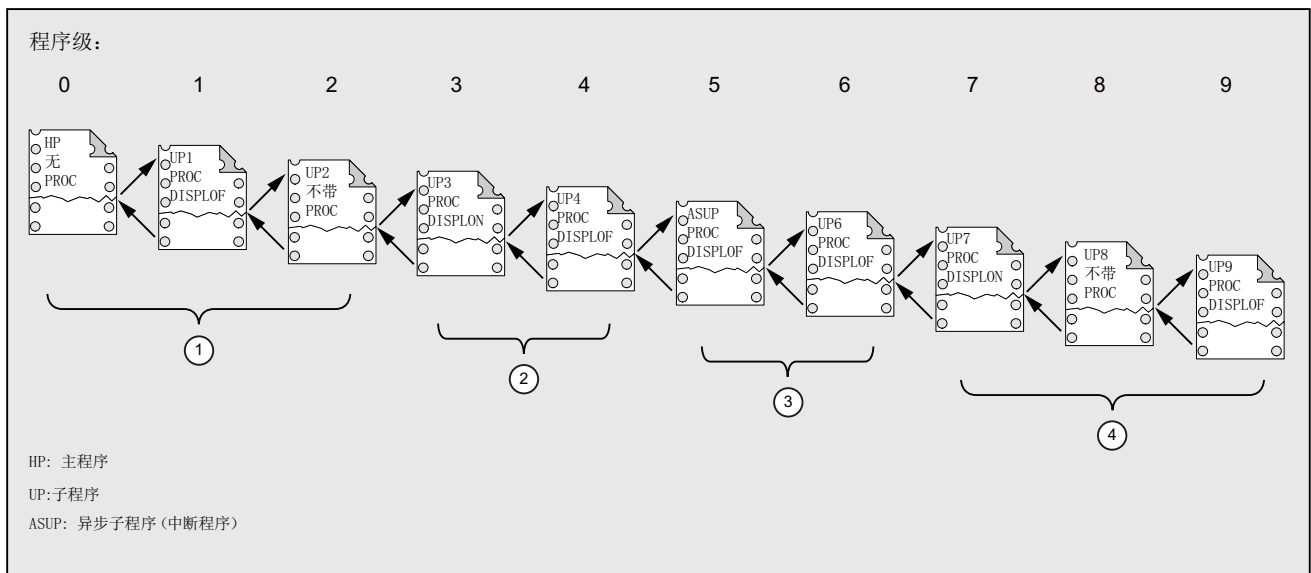 程序级：
0 1 2 3 4 5 6 7 8 9
HP
无
PROC
UP1
PROC
DISPLOF
UP2
不带
PROC
UP3
PROC
DISPLON
UP4
PROC
DISPLOF
ASUP
PROC
DISPLOF
UP6
PROC
DISPLOF
UP7
PROC
DISPLON
UP8
不带
PROC
UP9
PROC
DISPLOF
1
2
3
4
HP: 主程序
UP:子程序
ASUP: 异步子程序(中断程序)